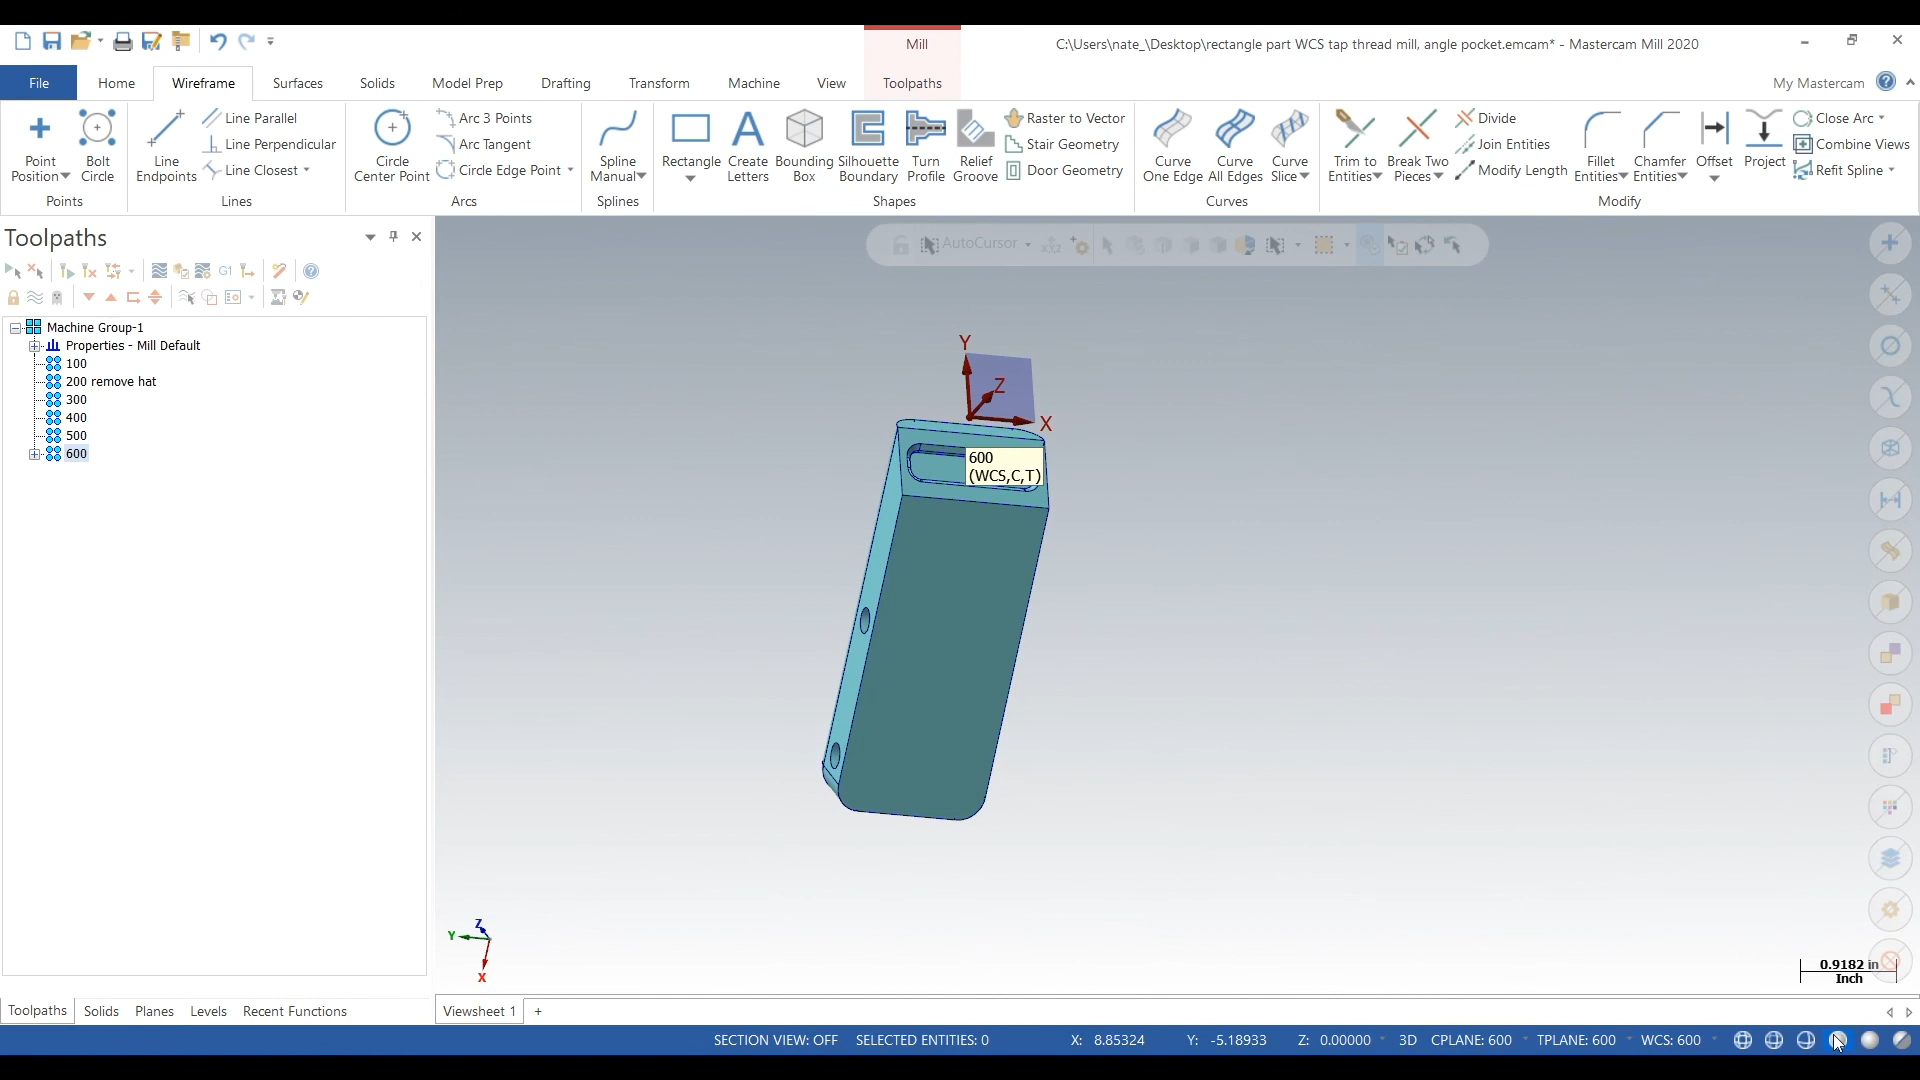 Mill
C:\Users\nate_\Desktop\rectangle part WCS tap thread mill, angle pocket.emcam* - Mastercam Mill 2020
File
Home
Wireframe
Surfaces
Solids
Model Prep
Drafting
Transform
Machine
View
Toolpaths
My Mastercam
Point
Position
Bolt
Circle
Points
Line
Endpoints
Line Parallel
Line Perpendicular
Line Closest
Lines
Circle
Center Point
Arc 3 Points
Arc Tangent
Circle Edge Point
Arcs
Spline
Manual
Splines
Rectangle
Create
Letters
Bounding
Box
Silhouette
Boundary
Turn
Profile
Relief
Groove
Raster to Vector
Stair Geometry
Door Geometry
Shapes
Curve
One Edge
Curve
All Edges
Curve
Slice
Curves
Trim to
Entities
Break Two
Pieces
Divide
Join Entities
Modify Length
Fillet
Entities
Chamfer
Entities
Offset
Project
Close Arc
Combine Views
Refit Spline
Modify
Toolpaths
G1
AutoCursor
Machine Group-1
Properties - Mill Default
100
200 remove hat
300
400
500
600
Y
Z
X
600
(WCS,C,T)
Z
Y
X
0.9182 in
Inch
Toolpaths
Solids
Planes
Levels
Recent Functions
Viewsheet 1
+
SECTION VIEW: OFF
SELECTED ENTITIES: 0
X: 8.85324
Y: -5.18933
Z: 0.00000
3D
CPLANE: 600
TPLANE: 600
WCS: 600